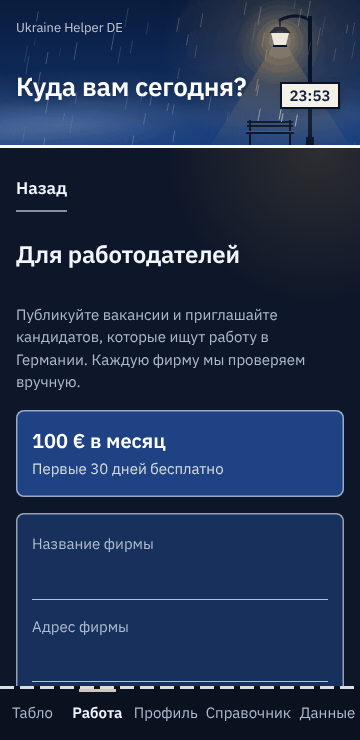 Ukraine Helper DE
Куда вам сегодня?
23:53
Назад
Для работодателей
Публикуйте вакансии и приглашайте
кандидатов, которые ищут работу в
Германии. Каждую фирму мы проверяем
вручную.
100 € в месяц
Первые 30 дней бесплатно
Название фирмы
Адрес фирмы
Табло Работа Профиль Справочник Данные